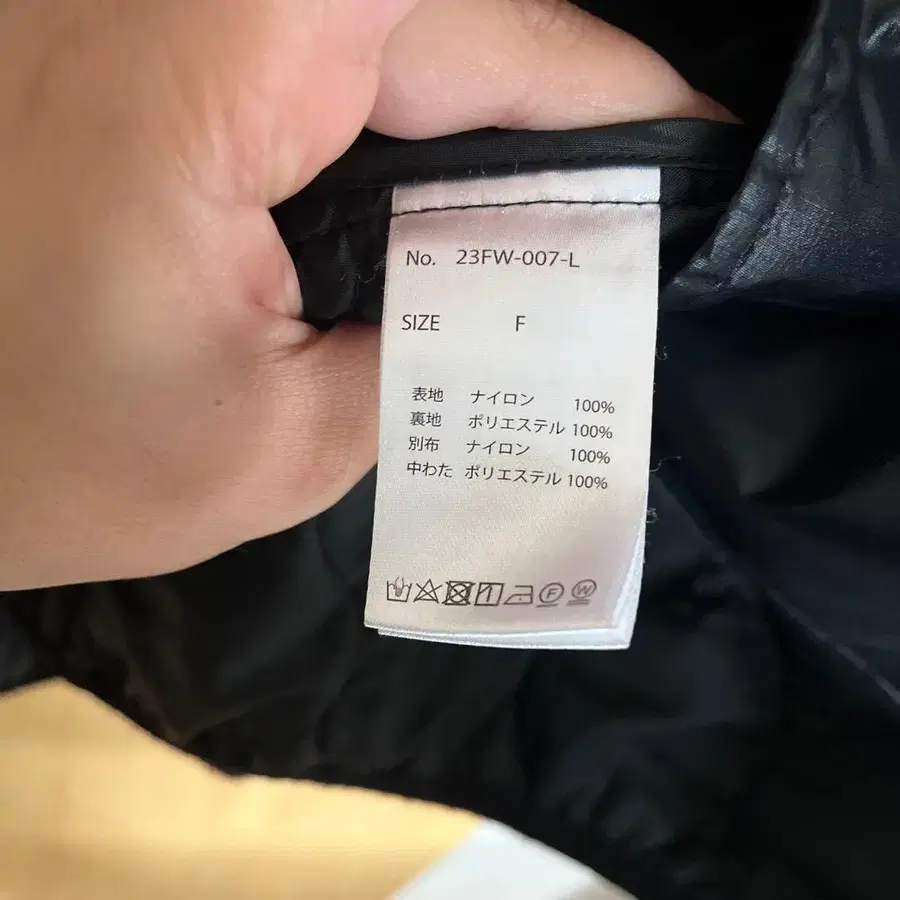 No. 23FW-007-L
SIZE F
表地 ナイロン 100%
裏地 ポリエステル 100%
別布 ナイロン 100%
中わた ポリエステル 100%
F W